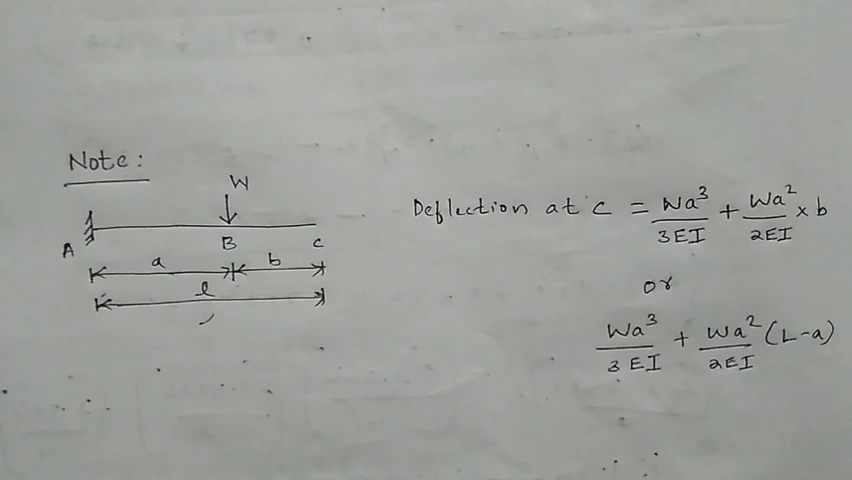 Note:
W
A
B
C
a
b
l
Deflection at c = Wa³/3EI + Wa²/2EI × b
or
Wa³/3EI + Wa²/2EI (L-a)